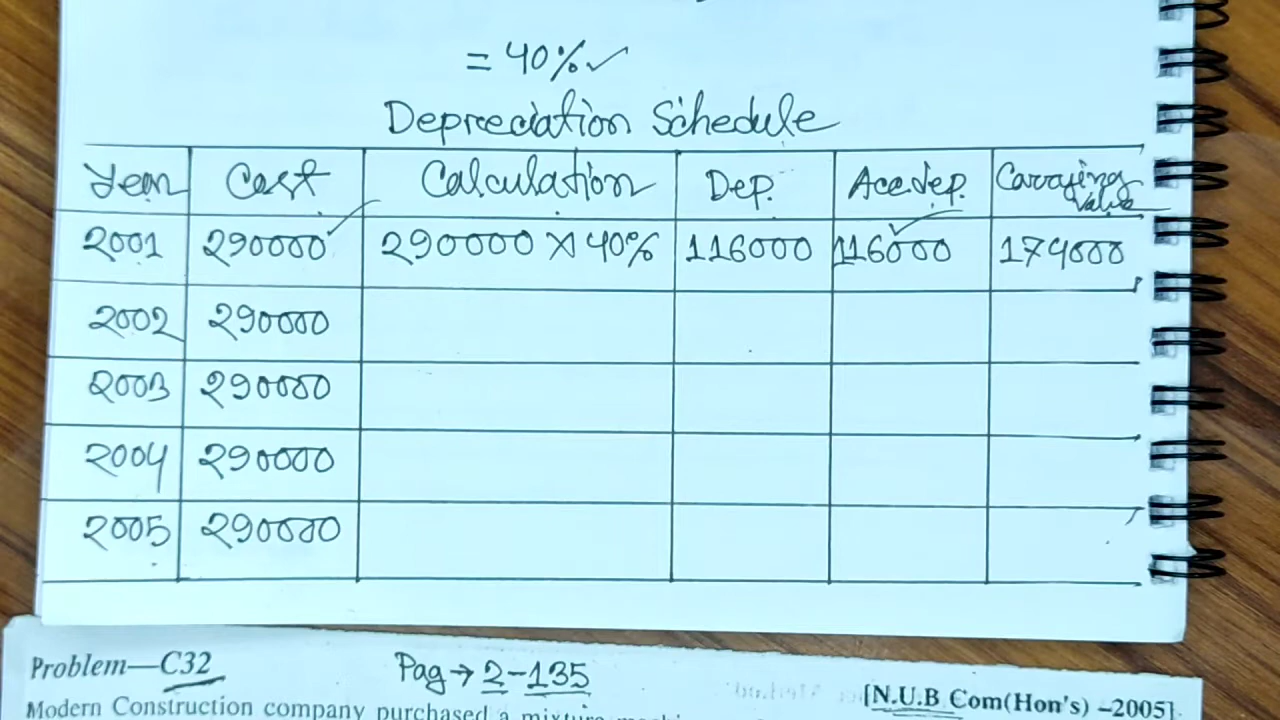 = 40% ✓
Depreciation Schedule
Year Cost Calculation Dep. Acc.dep. Carrying Value
2001 290000 290000 × 40% 116000 116000 174000
2002 290000
2003 290000
2004 290000
2005 290000
Problem—C32 Pag → 2-135
[N.U.B Com(Hon's) –2005]
Modern Construction company purchased a mixture